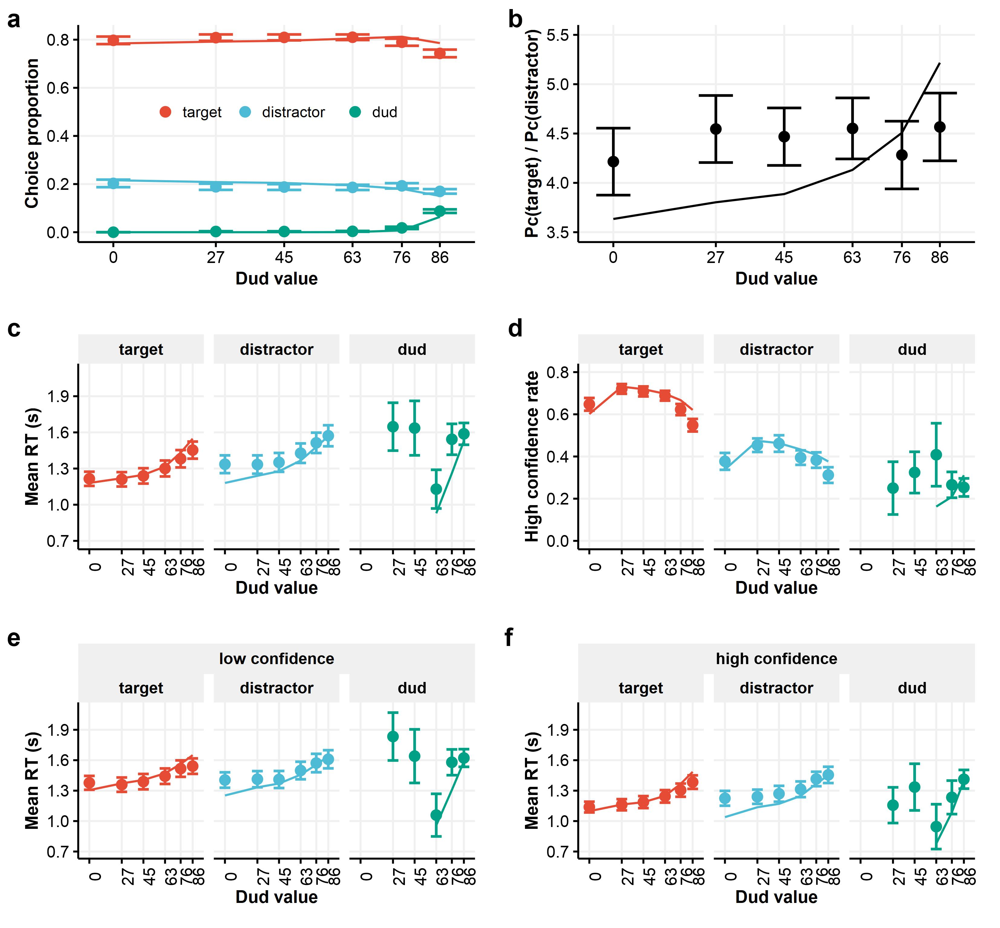 a
Choice proportion
0.8
0.6
0.4
0.2
0.0
target distractor dud
0 27 45 63 76 86
Dud value
b
Pc(target) / Pc(distractor)
5.5
5.0
4.5
4.0
3.5
0 27 45 63 76 86
Dud value
c
target distractor dud
Mean RT (s)
1.9
1.6
1.3
1.0
0.7
0 27 45 63 76 86 0 27 45 63 76 86 0 27 45 63 76 86
Dud value
d
target distractor dud
High confidence rate
0.8
0.6
0.4
0.2
0.0
0 27 45 63 76 86 0 27 45 63 76 86 0 27 45 63 76 86
Dud value
e
low confidence
target distractor dud
Mean RT (s)
1.9
1.6
1.3
1.0
0.7
0 27 45 63 76 86 0 27 45 63 76 86 0 27 45 63 76 86
Dud value
f
high confidence
target distractor dud
Mean RT (s)
1.9
1.6
1.3
1.0
0.7
0 27 45 63 76 86 0 27 45 63 76 86 0 27 45 63 76 86
Dud value